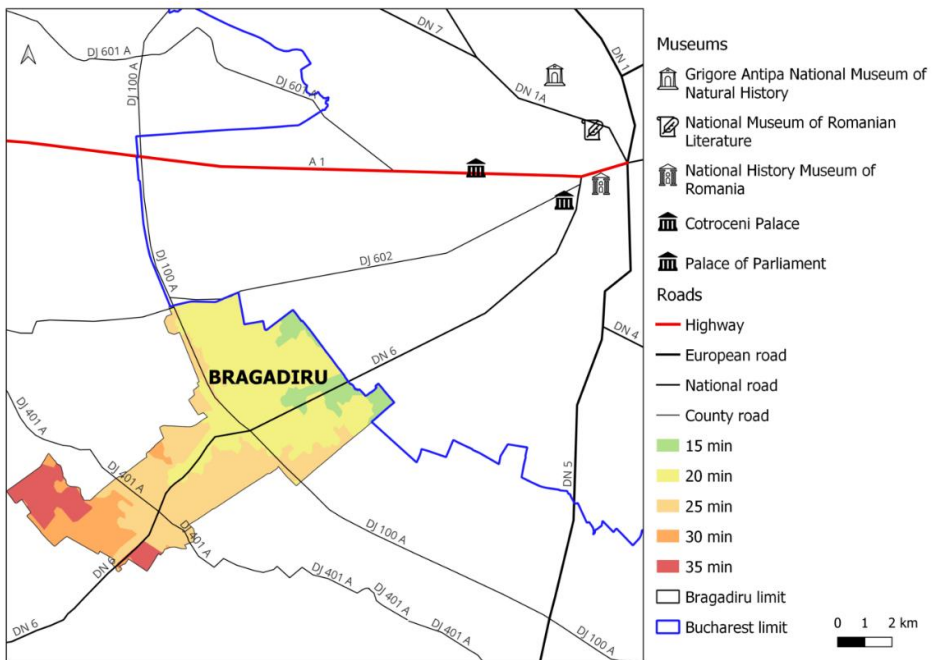 DN 7
DN 1
DJ 601 A
DJ 100 A
DJ 601 A
DN 1A
A 1
DJ 602
DJ 100 A
DN 6
DN 4
BRAGADIRU
DJ 401 A
DJ 401 A
DN 5
DJ 401 A
DJ 100 A
DN 6
DJ 401 A
DJ 401 A
DN 6
DJ 401 A
DJ 100 A
Museums
Grigore Antipa National Museum of
Natural History
National Museum of Romanian
Literature
National History Museum of
Romania
Cotroceni Palace
Palace of Parliament
Roads
Highway
European road
National road
County road
15 min
20 min
25 min
30 min
35 min
Bragadiru limit
Bucharest limit
0 1 2 km